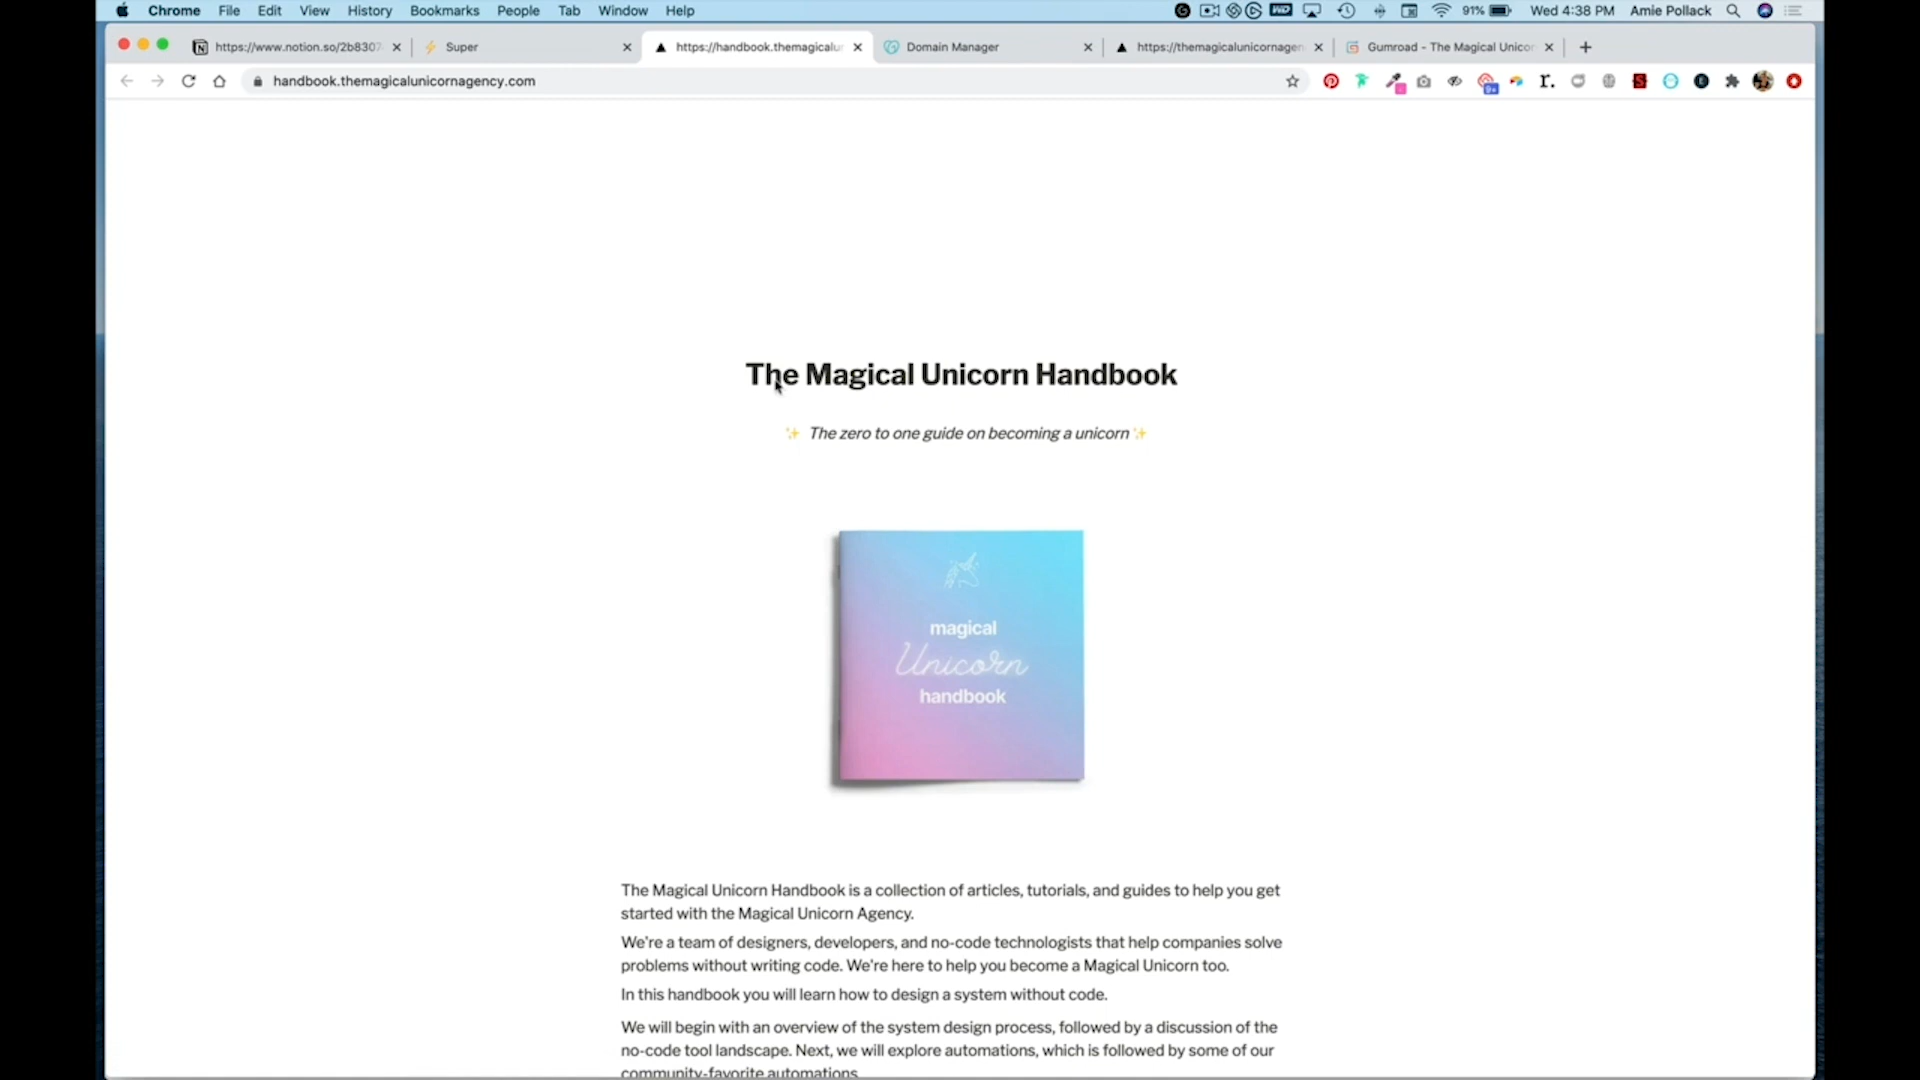 Chrome File Edit View History Bookmarks People Tab Window Help 91% Wed 4:38 PM Amie Pollack
https://www.notion.so/2b8307 Super https://handbook.themagicalu Domain Manager https://themagicalunicornagen Gumroad - The Magical Unico
handbook.themagicalunicornagency.com
The Magical Unicorn Handbook
✨ The zero to one guide on becoming a unicorn ✨
magical
Unicorn
handbook
The Magical Unicorn Handbook is a collection of articles, tutorials, and guides to help you get
started with the Magical Unicorn Agency.
We're a team of designers, developers, and no-code technologists that help companies solve
problems without writing code. We're here to help you become a Magical Unicorn too.
In this handbook you will learn how to design a system without code.
We will begin with an overview of the system design process, followed by a discussion of the
no-code tool landscape. Next, we will explore automations, which is followed by some of our
community-favorite automations.